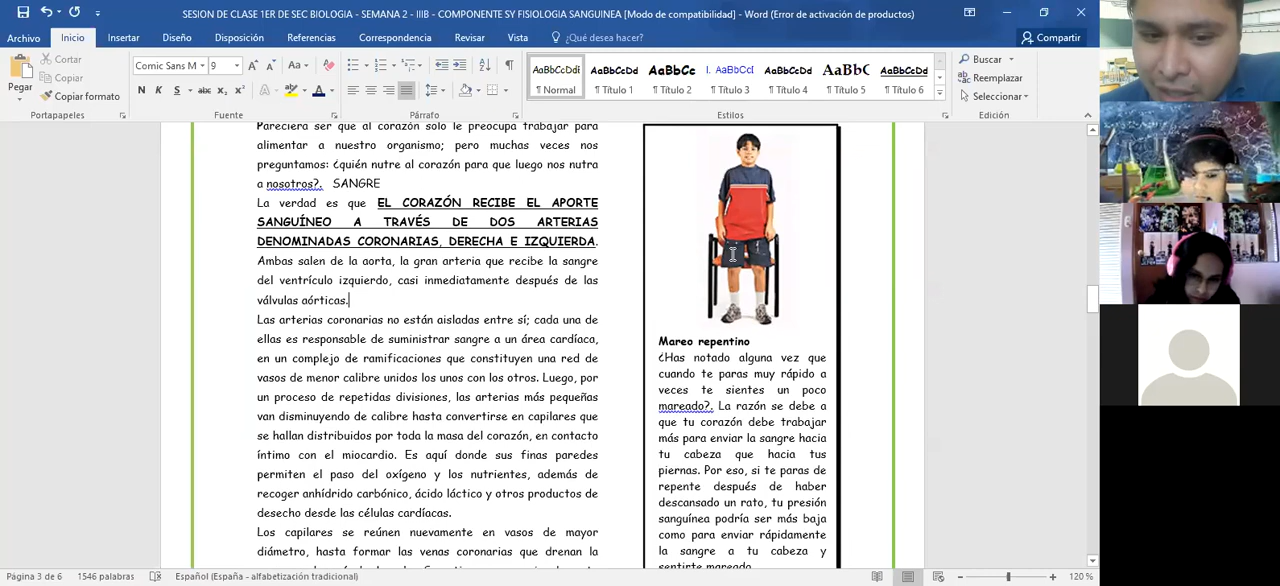 SESION DE CLASE 1ER DE SEC BIOLOGIA - SEMANA 2 - IIIB - COMPONENTE SY FISIOLOGIA SANGUINEA [Modo de compatibilidad] - Word (Error de activación de productos)
Archivo Inicio Insertar Diseño Disposición Referencias Correspondencia Revisar Vista ¿Qué desea hacer? Compartir
Pegar
Cortar
Copiar
Copiar formato
Portapapeles
Comic Sans M 9
N K S abc x₂ x²
Fuente
Párrafo
AaBbCcDdE AaBbCcDd AaBbCc I. AaBbCcI AaBbCcDd AaBbC AaBbCcDd
¶ Normal ¶ Título 1 ¶ Título 2 ¶ Título 3 ¶ Título 4 ¶ Título 5 ¶ Título 6
Estilos
Buscar
Reemplazar
Seleccionar
Edición
Pareciera ser que al corazón solo le preocupa trabajar para
alimentar a nuestro organismo; pero muchas veces nos
preguntamos: ¿quién nutre al corazón para que luego nos nutra
a nosotros?. SANGRE
La verdad es que EL CORAZÓN RECIBE EL APORTE
SANGUÍNEO A TRAVÉS DE DOS ARTERIAS
DENOMINADAS CORONARIAS, DERECHA E IZQUIERDA.
Ambas salen de la aorta, la gran arteria que recibe la sangre
del ventrículo izquierdo, casi inmediatamente después de las
válvulas aórticas.
Las arterias coronarias no están aisladas entre sí; cada una de
ellas es responsable de suministrar sangre a un área cardíaca,
en un complejo de ramificaciones que constituyen una red de
vasos de menor calibre unidos los unos con los otros. Luego, por
un proceso de repetidas divisiones, las arterias más pequeñas
van disminuyendo de calibre hasta convertirse en capilares que
se hallan distribuidos por toda la masa del corazón, en contacto
íntimo con el miocardio. Es aquí donde sus finas paredes
permiten el paso del oxígeno y los nutrientes, además de
recoger anhídrido carbónico, ácido láctico y otros productos de
desecho desde las células cardíacas.
Los capilares se reúnen nuevamente en vasos de mayor
diámetro, hasta formar las venas coronarias que drenan la
Mareo repentino
¿Has notado alguna vez que
cuando te paras muy rápido a
veces te sientes un poco
mareado?. La razón se debe a
que tu corazón debe trabajar
más para enviar la sangre hacia
tu cabeza que hacia tus
piernas. Por eso, si te paras de
repente después de haber
descansado un rato, tu presión
sanguínea podría ser más baja
como para enviar rápidamente
la sangre a tu cabeza y
sentirte mareado.
Página 3 de 6 1546 palabras Español (España - alfabetización tradicional) 120 %